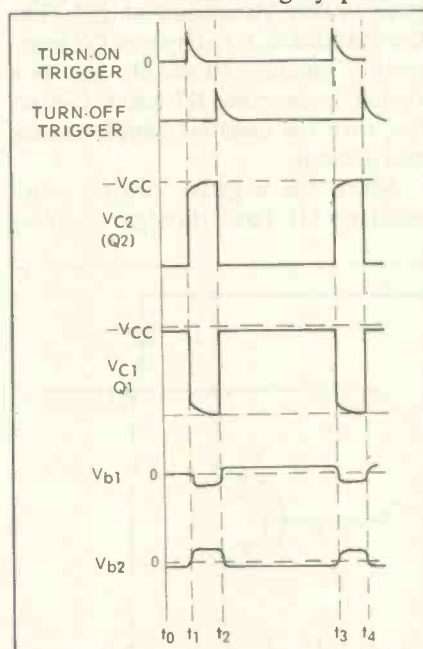 TURN-ON
TRIGGER
0
TURN-OFF
TRIGGER
-VCC
VC2
(Q2)
-VCC
VC1
Q1
Vb1 0
Vb2 0
t0 t1 t2 t3 t4